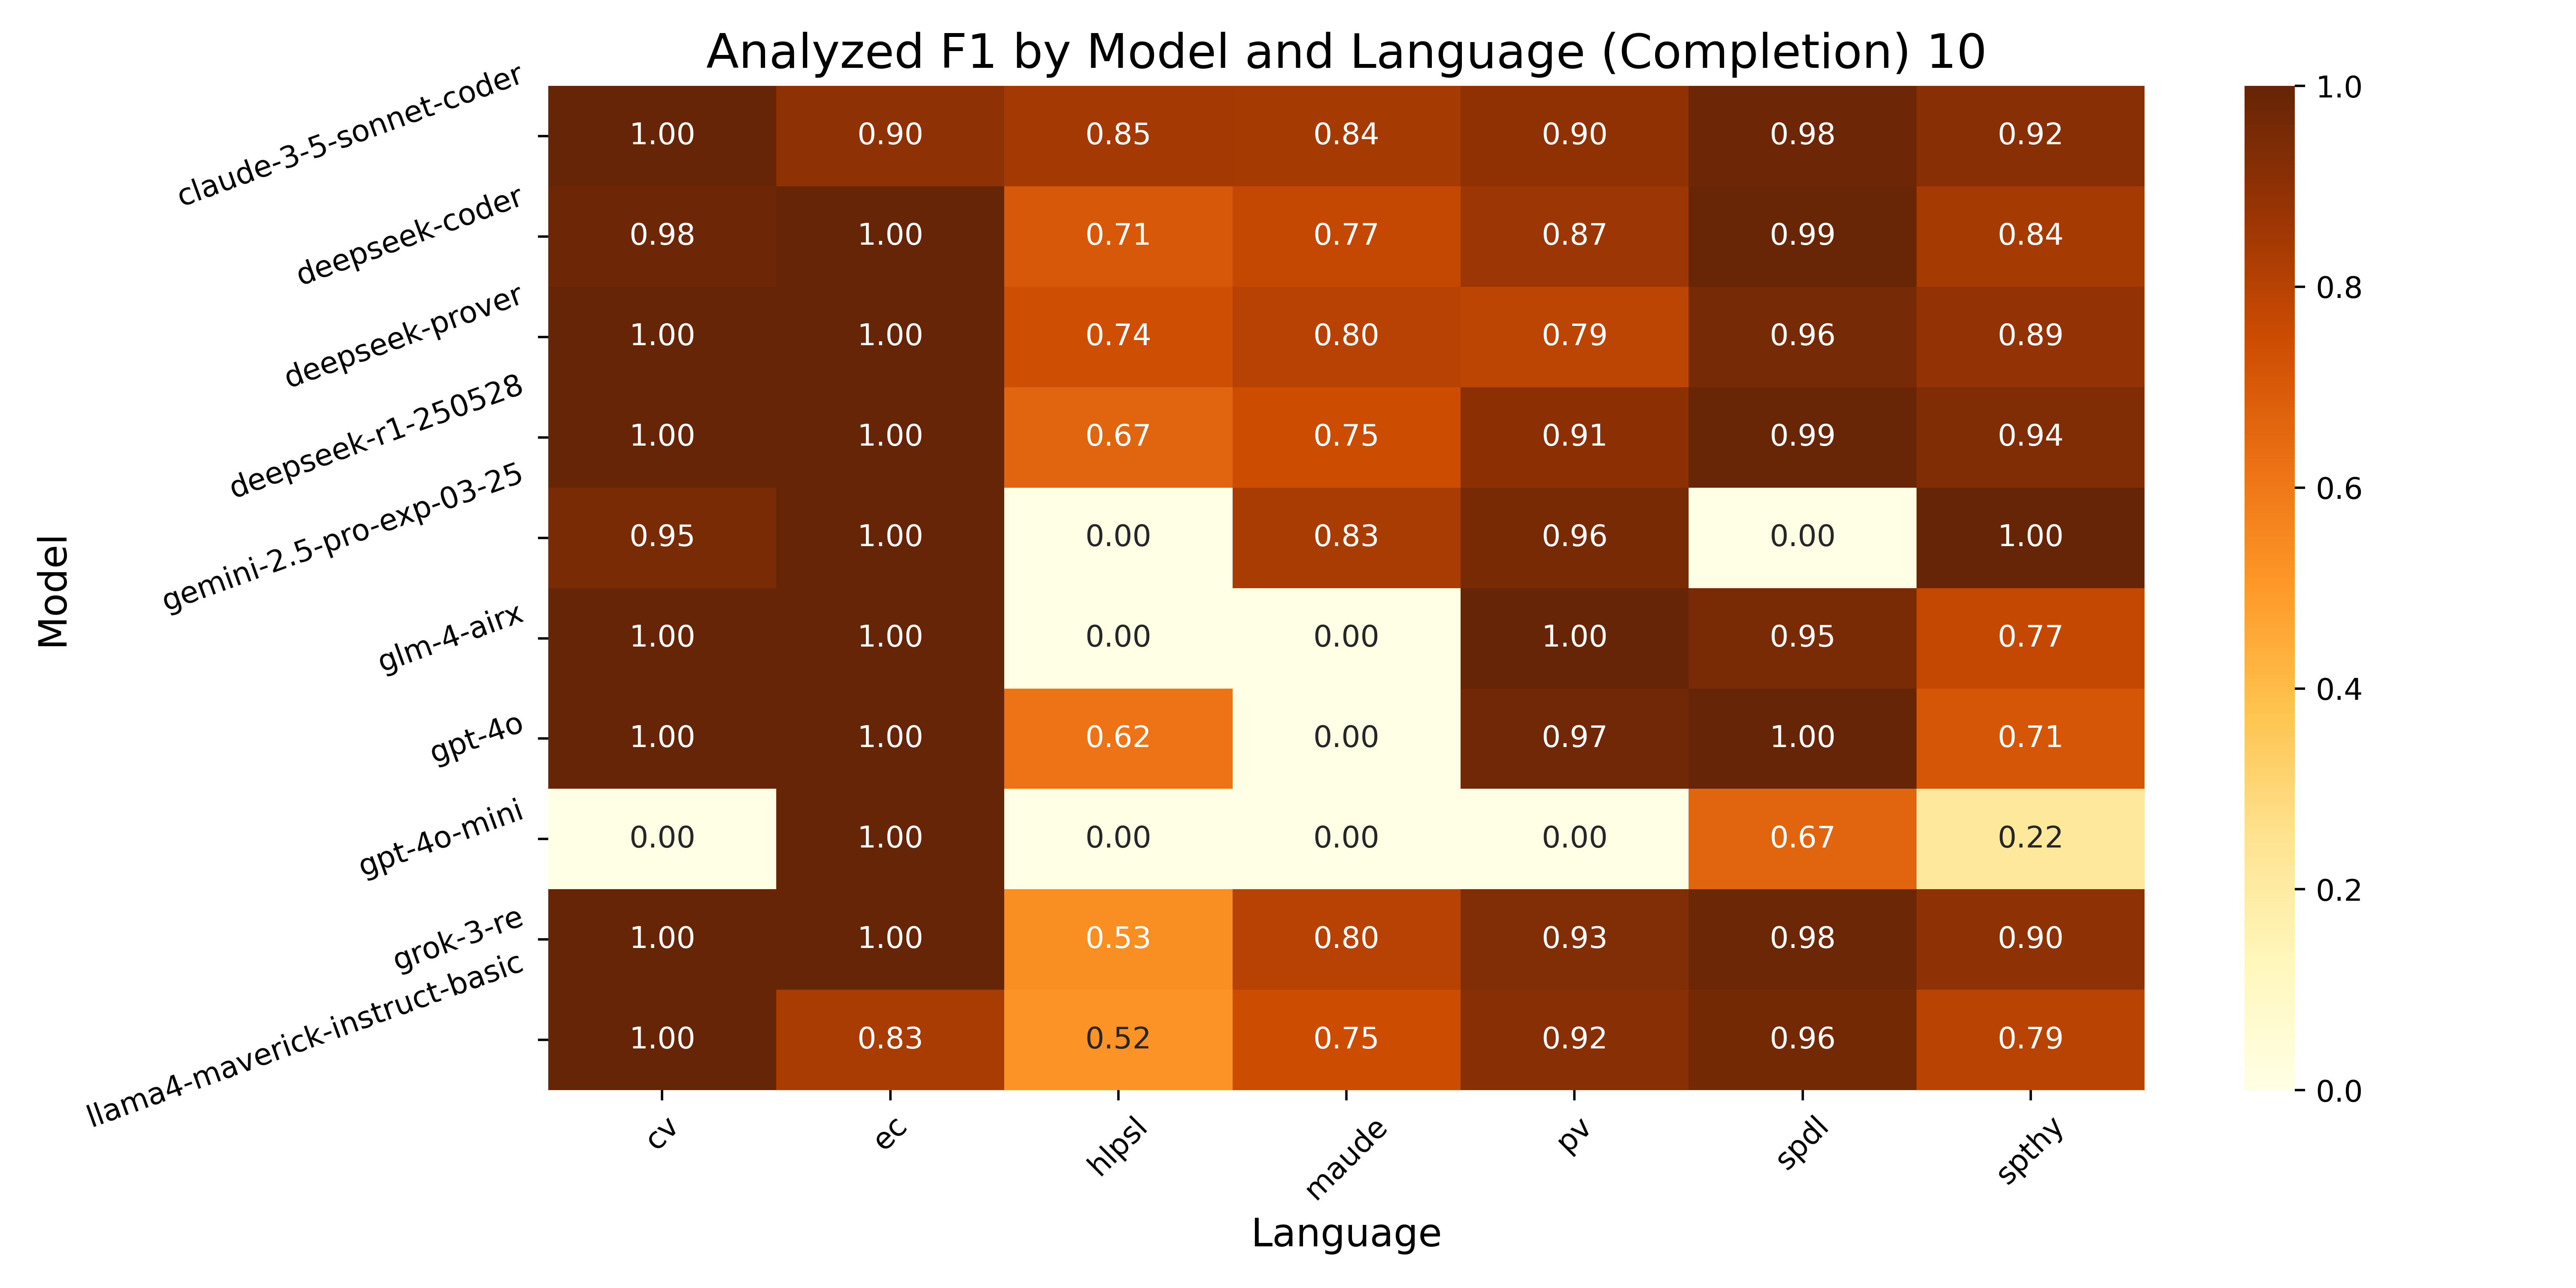 Analyzed F1 by Model and Language (Completion) 10
Model
claude-3-5-sonnet-coder 1.00 0.90 0.85 0.84 0.90 0.98 0.92
deepseek-coder 0.98 1.00 0.71 0.77 0.87 0.99 0.84
deepseek-prover 1.00 1.00 0.74 0.80 0.79 0.96 0.89
deepseek-r1-250528 1.00 1.00 0.67 0.75 0.91 0.99 0.94
gemini-2.5-pro-exp-03-25 0.95 1.00 0.00 0.83 0.96 0.00 1.00
glm-4-airx 1.00 1.00 0.00 0.00 1.00 0.95 0.77
gpt-4o 1.00 1.00 0.62 0.00 0.97 1.00 0.71
gpt-4o-mini 0.00 1.00 0.00 0.00 0.00 0.67 0.22
grok-3-re 1.00 1.00 0.53 0.80 0.93 0.98 0.90
llama4-maverick-instruct-basic 1.00 0.83 0.52 0.75 0.92 0.96 0.79
cv ec hlpsl maude pv spdl spthy
Language
1.0
0.8
0.6
0.4
0.2
0.0